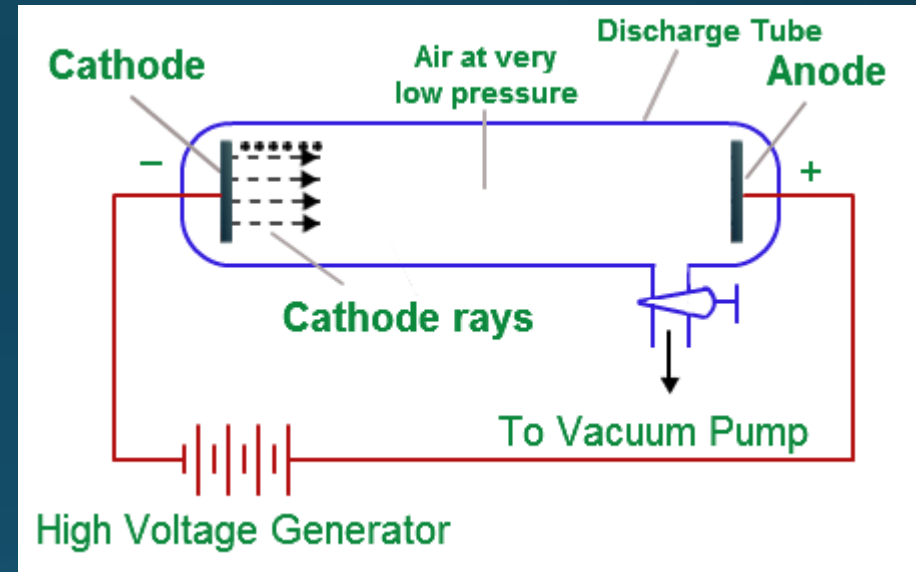 Discharge Tube
Cathode
Air at very
low pressure
Anode
−
+
Cathode rays
To Vacuum Pump
High Voltage Generator